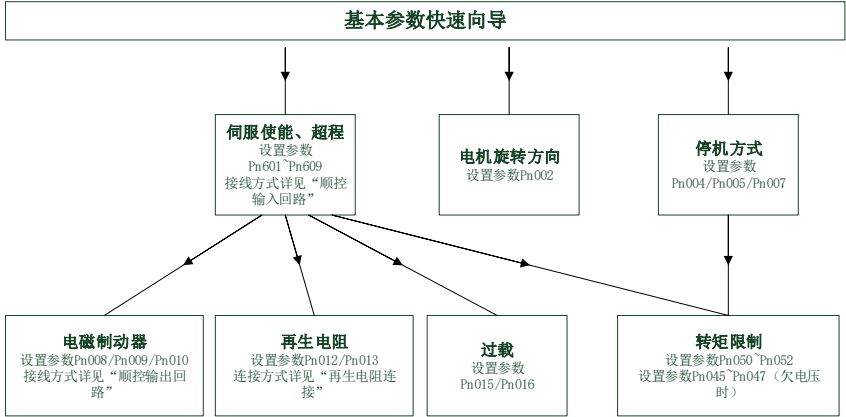 基本参数快速向导
伺服使能、超程
设置参数
Pn601~Pn609
接线方式详见“顺控
输入回路”
电机旋转方向
设置参数Pn002
停机方式
设置参数
Pn004/Pn005/Pn007
电磁制动器
设置参数Pn008/Pn009/Pn010
接线方式详见“顺控输出回
路”
再生电阻
设置参数Pn012/Pn013
连接方式详见“再生电阻连
接”
过载
设置参数
Pn015/Pn016
转矩限制
设置参数Pn050~Pn052
设置参数Pn045~Pn047（欠电压
时）